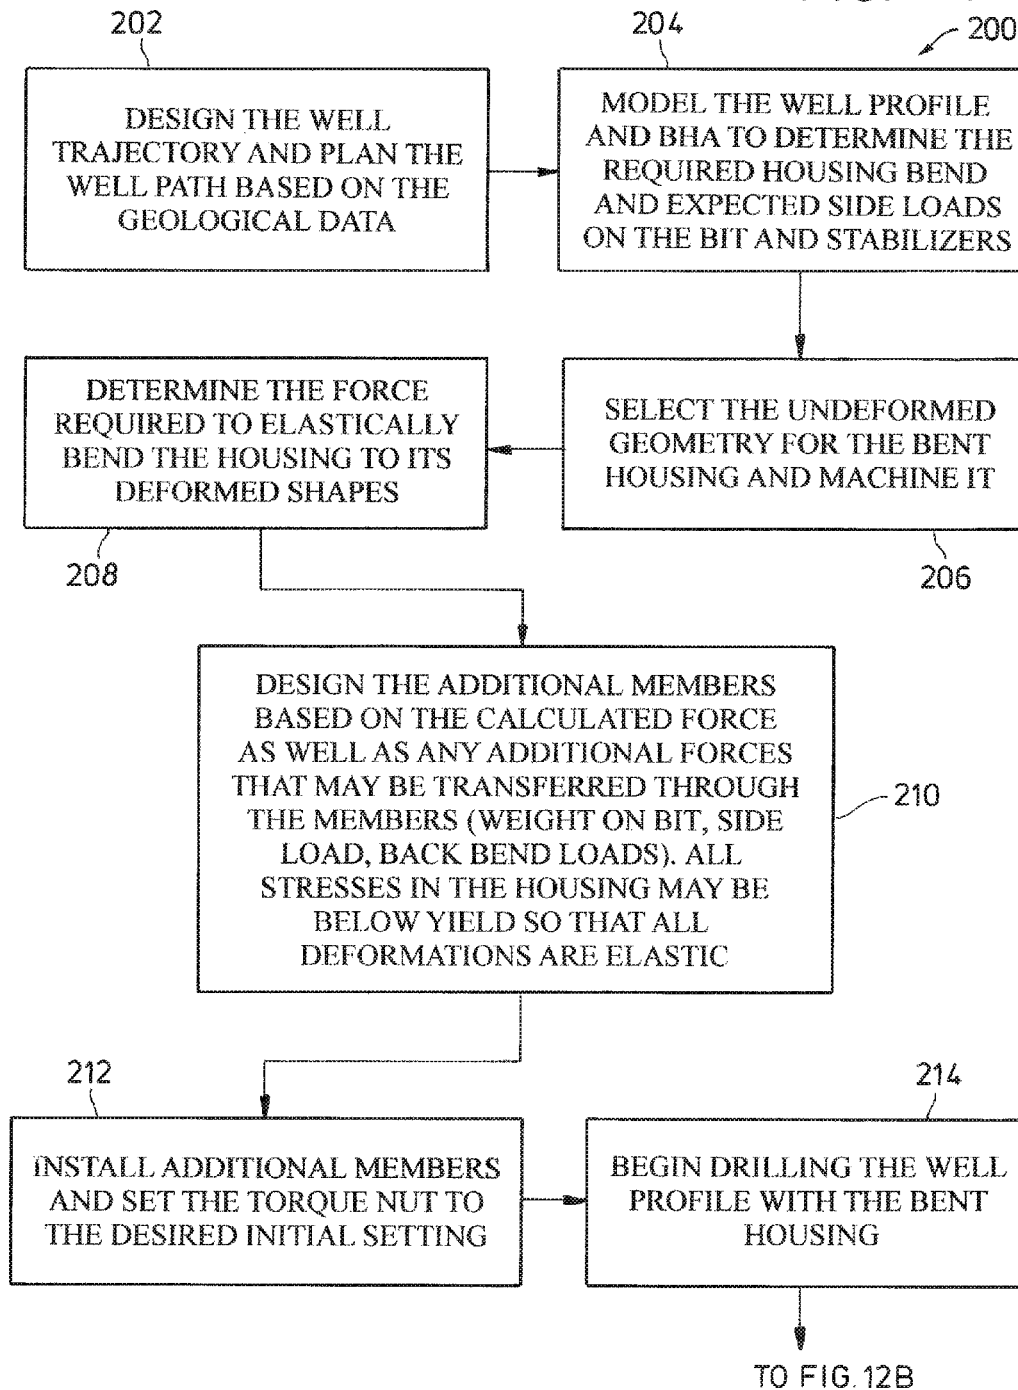 202
204
200
DESIGN THE WELL
TRAJECTORY AND PLAN THE
WELL PATH BASED ON THE
GEOLOGICAL DATA
MODEL THE WELL PROFILE
AND BHA TO DETERMINE THE
REQUIRED HOUSING BEND
AND EXPECTED SIDE LOADS
ON THE BIT AND STABILIZERS
DETERMINE THE FORCE
REQUIRED TO ELASTICALLY
BEND THE HOUSING TO ITS
DEFORMED SHAPES
SELECT THE UNDEFORMED
GEOMETRY FOR THE BENT
HOUSING AND MACHINE IT
208
206
DESIGN THE ADDITIONAL MEMBERS
BASED ON THE CALCULATED FORCE
AS WELL AS ANY ADDITIONAL FORCES
THAT MAY BE TRANSFERRED THROUGH
THE MEMBERS (WEIGHT ON BIT, SIDE
LOAD, BACK BEND LOADS). ALL
STRESSES IN THE HOUSING MAY BE
BELOW YIELD SO THAT ALL
DEFORMATIONS ARE ELASTIC
210
212
214
INSTALL ADDITIONAL MEMBERS
AND SET THE TORQUE NUT TO
THE DESIRED INITIAL SETTING
BEGIN DRILLING THE WELL
PROFILE WITH THE BENT
HOUSING
TO FIG. 12B